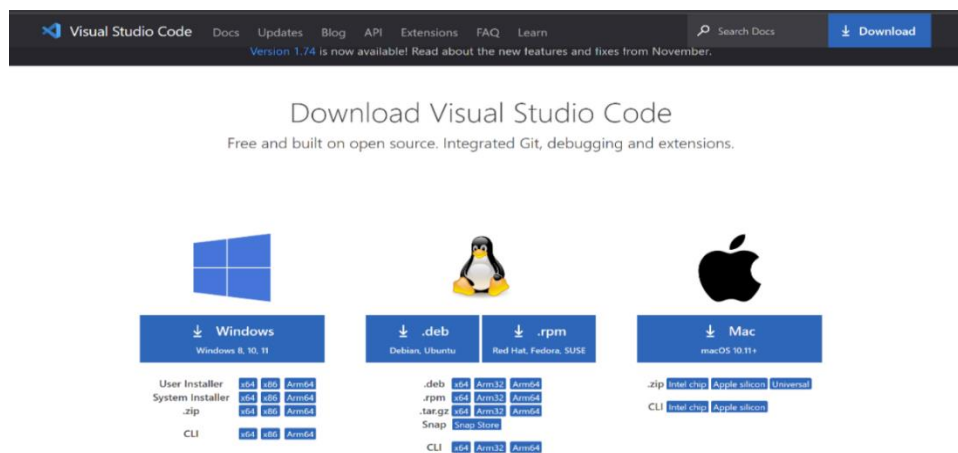 Visual Studio Code Docs Updates Blog API Extensions FAQ Learn Search Docs Download
Version 1.74 is now available! Read about the new features and fixes from November.
Download Visual Studio Code
Free and built on open source. Integrated Git, debugging and extensions.
Windows
Windows 8, 10, 11
User Installer x64 x86 Arm64
System Installer x64 x86 Arm64
.zip x64 x86 Arm64
CLI x64 x86 Arm64
.deb
Debian, Ubuntu
.rpm
Red Hat, Fedora, SUSE
.deb x64 Arm32 Arm64
.rpm x64 Arm32 Arm64
.tar.gz x64 Arm32 Arm64
Snap Snap Store
CLI x64 Arm32 Arm64
Mac
macOS 10.11+
.zip Intel chip Apple silicon Universal
CLI Intel chip Apple silicon